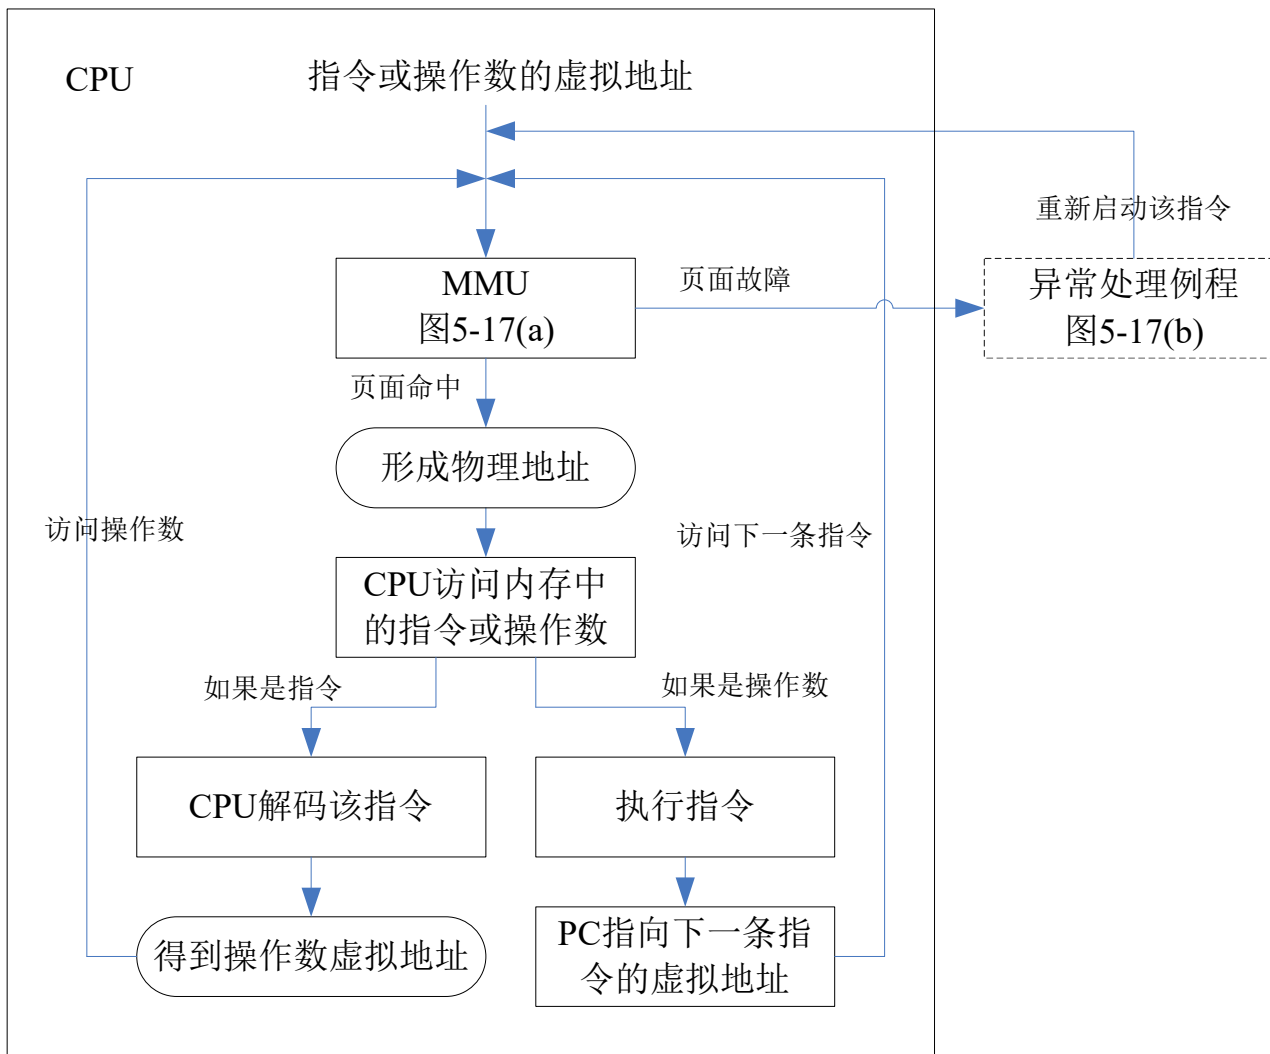 CPU
指令或操作数的虚拟地址
重新启动该指令
MMU
图5-17(a)
页面故障
异常处理例程
图5-17(b)
页面命中
形成物理地址
访问操作数
访问下一条指令
CPU访问内存中
的指令或操作数
如果是指令
如果是操作数
CPU解码该指令
执行指令
得到操作数虚拟地址
PC指向下一条指
令的虚拟地址